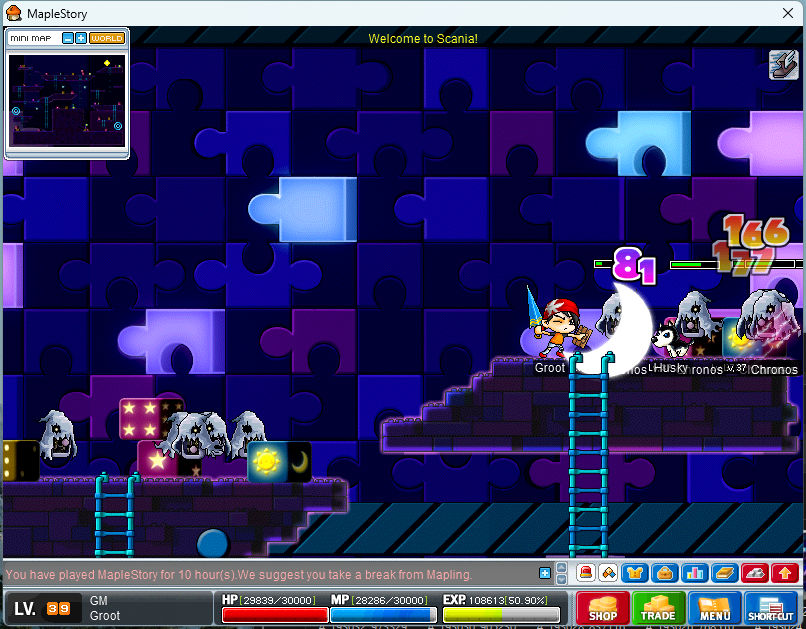 MapleStory
MINI MAP
WORLD
Welcome to Scania!
166
177
81
Groot
Husky
Lv. 37
Chronos
You have played MapleStory for 10 hour(s).We suggest you take a break from Mapling.
LV. 39
GM
Groot
HP[29839/30000]
MP[28286/30000]
EXP 108613[50.90%]
SHOP
TRADE
MENU
SHORTCUT